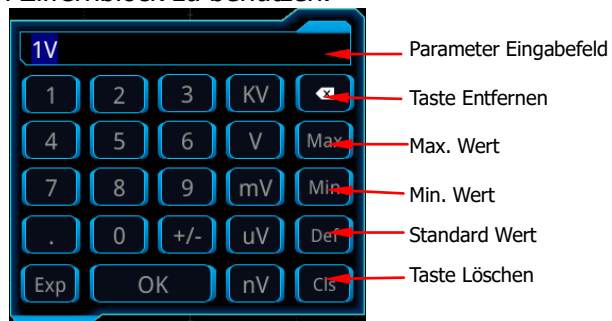 Ziffernblock zu benutzen.
1V
Parameter Eingabefeld
1 2 3 KV
Taste Entfernen
4 5 6 V Max
Max. Wert
7 8 9 mV Min
Min. Wert
. 0 +/- uV Def
Standard Wert
Exp OK nV Cls
Taste Löschen